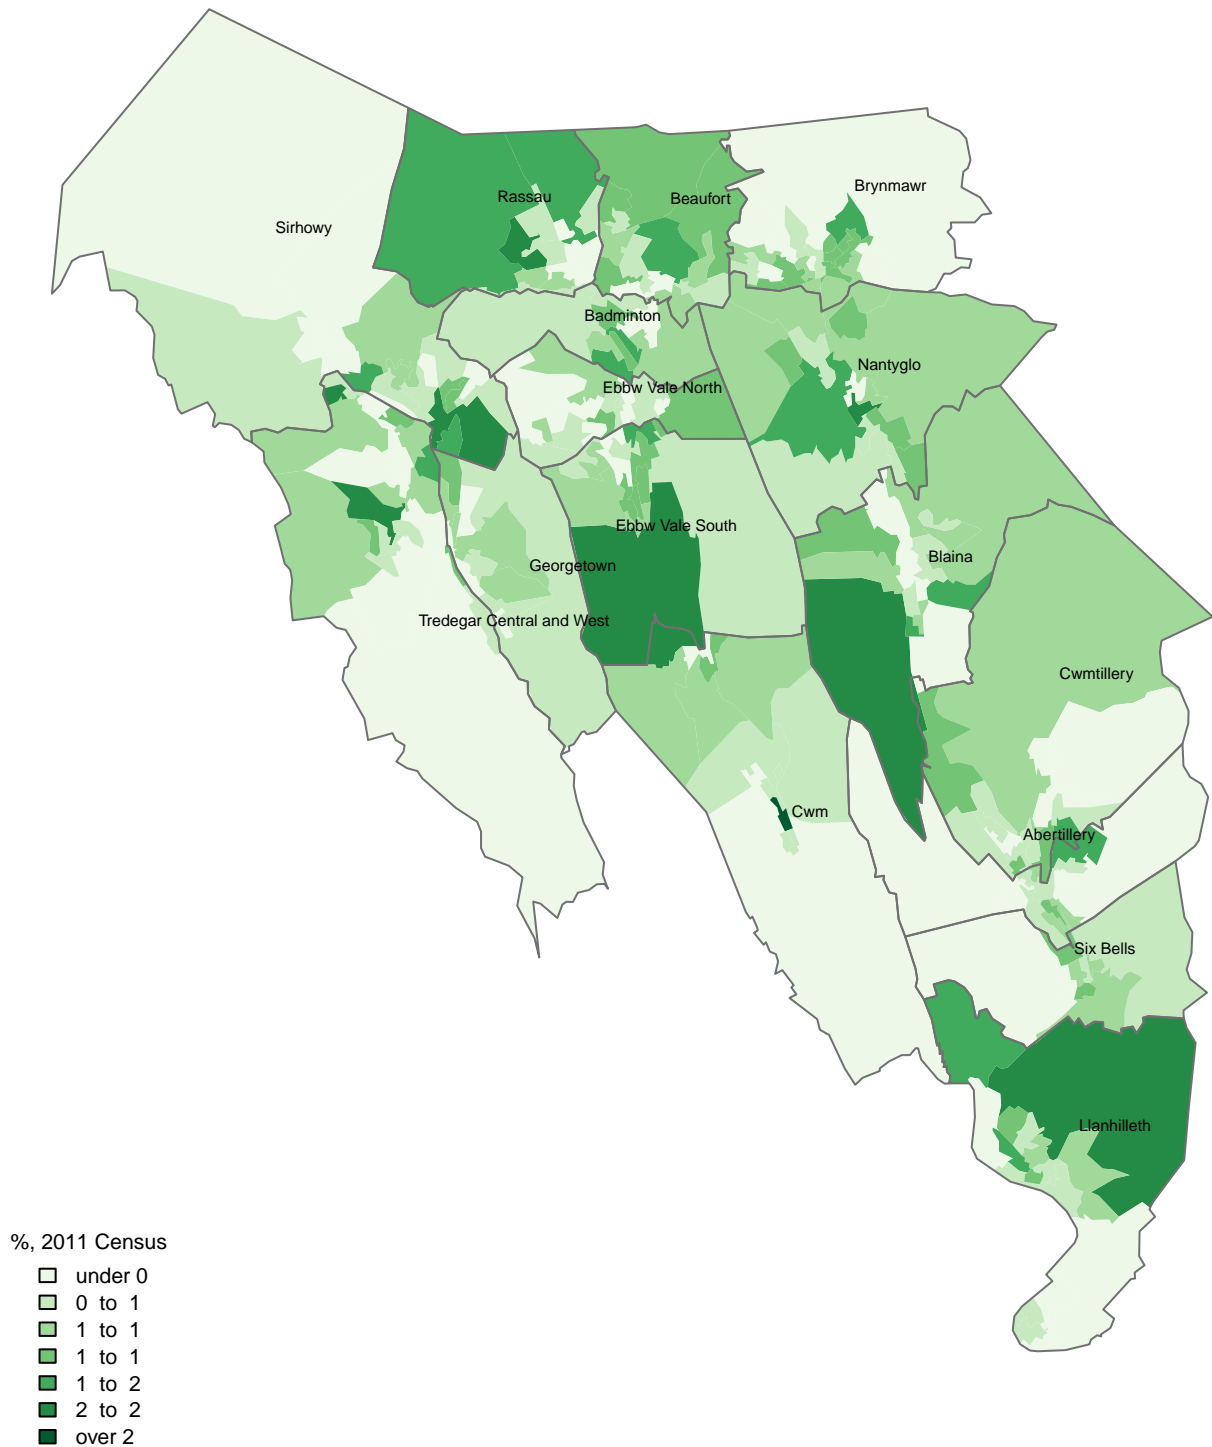 Brynmawr
Rassau
Beaufort
Sirhowy
Badminton
Nantyglo
Ebbw Vale North
Ebbw Vale South
Blaina
Georgetown
Tredegar Central and West
Cwmtillery
Cwm
Abertillery
Six Bells
Llanhilleth
%, 2011 Census
under 0
0 to 1
1 to 1
1 to 1
1 to 2
2 to 2
over 2